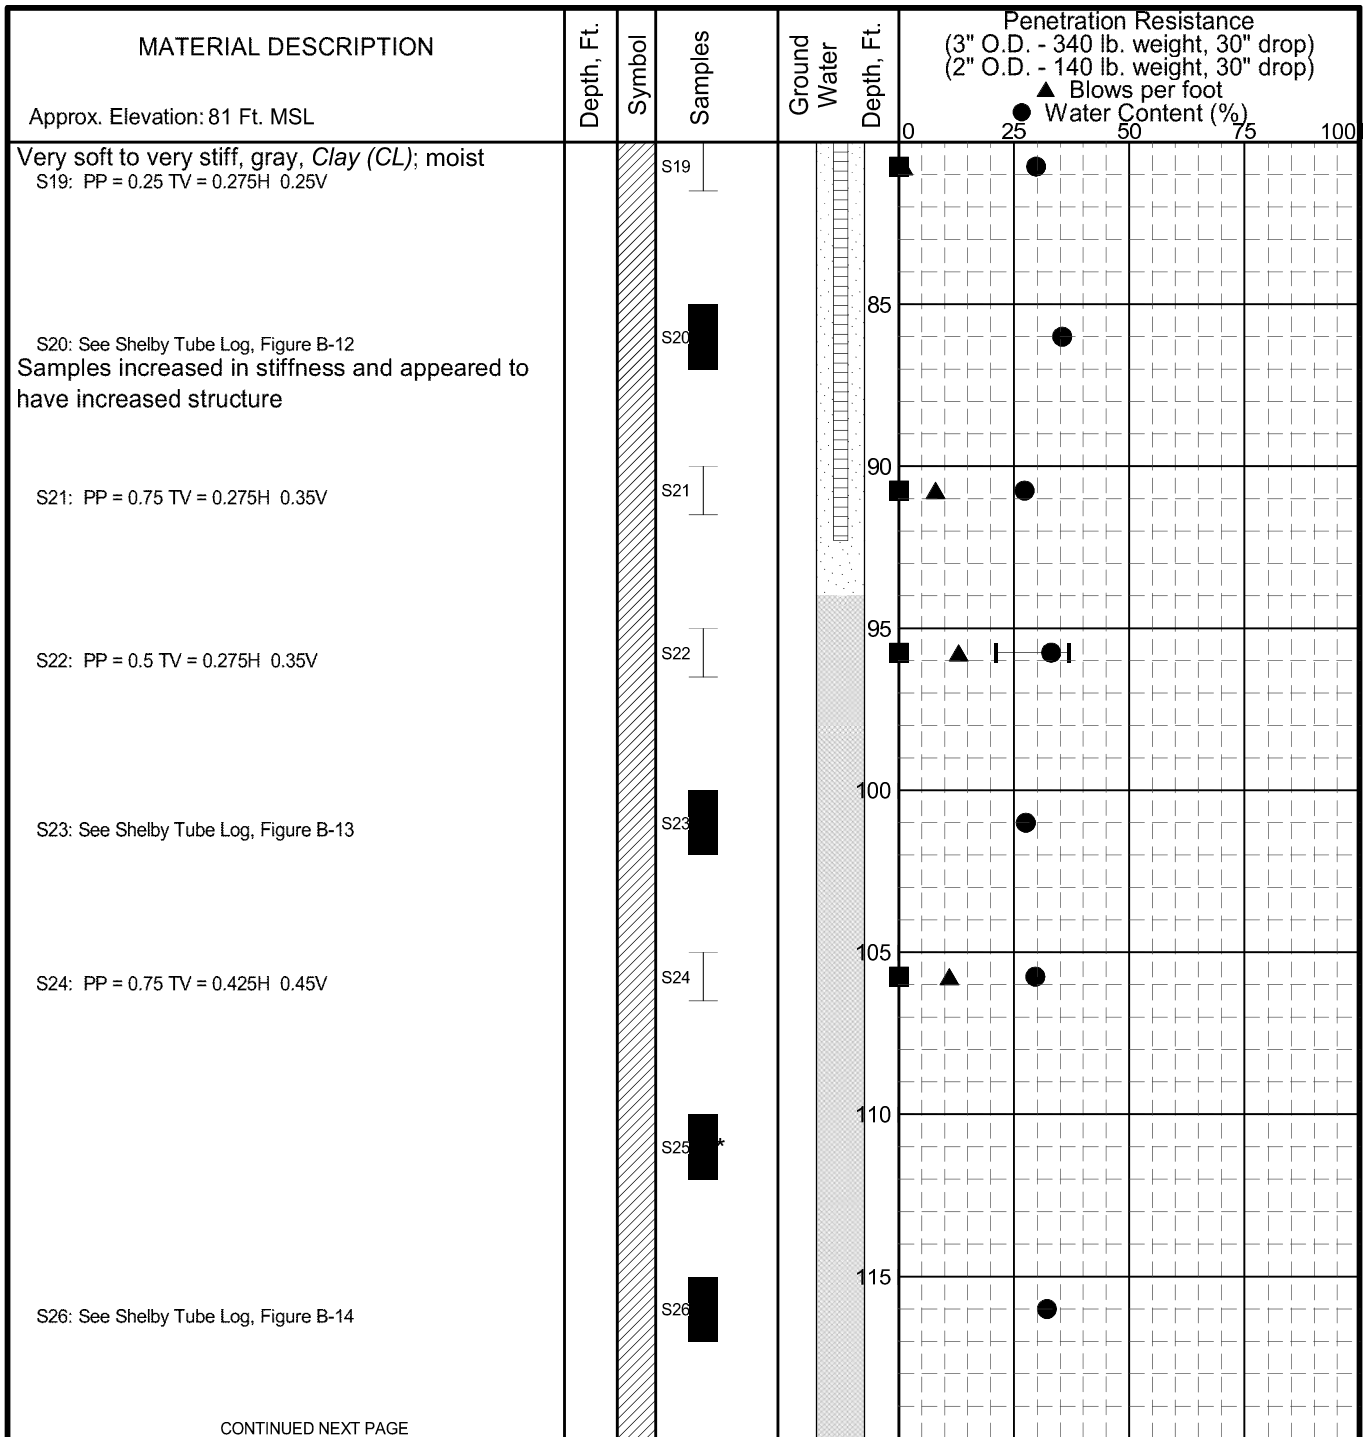 MATERIAL DESCRIPTION
Approx. Elevation: 81 Ft. MSL
Depth, Ft.
Symbol
Samples
Ground
Water
Depth, Ft.
Penetration Resistance
(3" O.D. - 340 lb. weight, 30" drop)
(2" O.D. - 140 lb. weight, 30" drop)
▲ Blows per foot
● Water Content (%)
0 25 50 75 100
Very soft to very stiff, gray, Clay (CL); moist
S19: PP = 0.25 TV = 0.275H 0.25V
S19
85
S20: See Shelby Tube Log, Figure B-12
S20
Samples increased in stiffness and appeared to
have increased structure
90
S21: PP = 0.75 TV = 0.275H 0.35V
S21
95
S22: PP = 0.5 TV = 0.275H 0.35V
S22
100
S23: See Shelby Tube Log, Figure B-13
S23
105
S24: PP = 0.75 TV = 0.425H 0.45V
S24
110
S25 *
115
S26: See Shelby Tube Log, Figure B-14
S26
CONTINUED NEXT PAGE